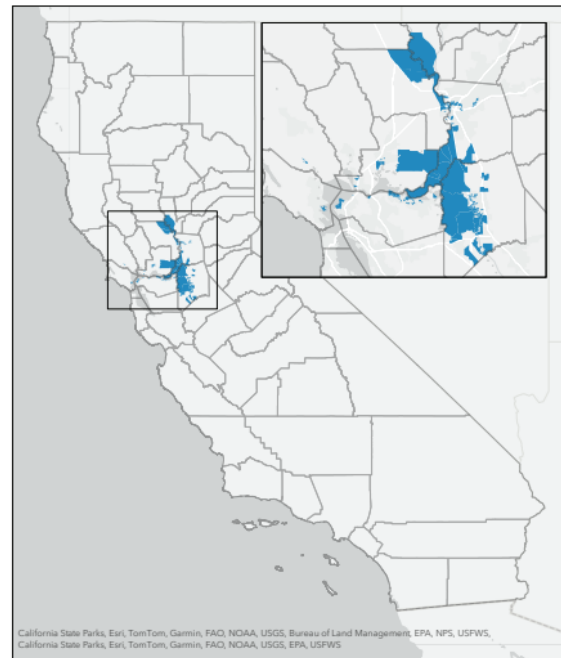 California State Parks, Esri, TomTom, Garmin, FAO, NOAA, USGS, Bureau of Land Management, EPA, NPS, USFWS,
California State Parks, Esri, TomTom, Garmin, FAO, NOAA, USGS, EPA, USFWS